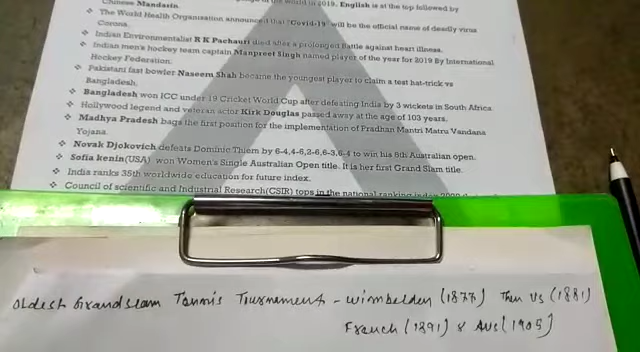 Chinese Mandarin.
in 2019. English is at the top followed by
The World Health Organisation announced that "Covid-19" will be the official name of deadly virus
Corona.
Indian Environmentalist R K Pachauri died after a prolonged battle against heart illness.
Indian men's hockey team captain Manpreet Singh named player of the year for 2019 By International
Hockey Federation.
Pakistani fast bowler Naseem Shah became the youngest player to claim a test hat-trick vs
Bangladesh.
Bangladesh won ICC under 19 Cricket World Cup after defeating India by 3 wickets in South Africa
Hollywood legend and veteran actor Kirk Douglas passed away at the age of 103 years.
Madhya Pradesh bags the first position for the implementation of Pradhan Mantri Matru Vandana
Yojana.
Novak Djokovich defeats Dominic Thiem by 6-4,4-6,2-6,6-3,6-4 to win his 8th Australian open.
Sofia kenin(USA) won Women's Single Australian Open title. It is her first Grand Slam title.
India ranks 35th worldwide education for future index.
Council of scientific and Industrial Research(CSIR) tops in the national ranking index
Oldest Grandslam Tennis Tournament - Wimbelden (1877) Then US (1881)
French (1891) & Aus (1905)